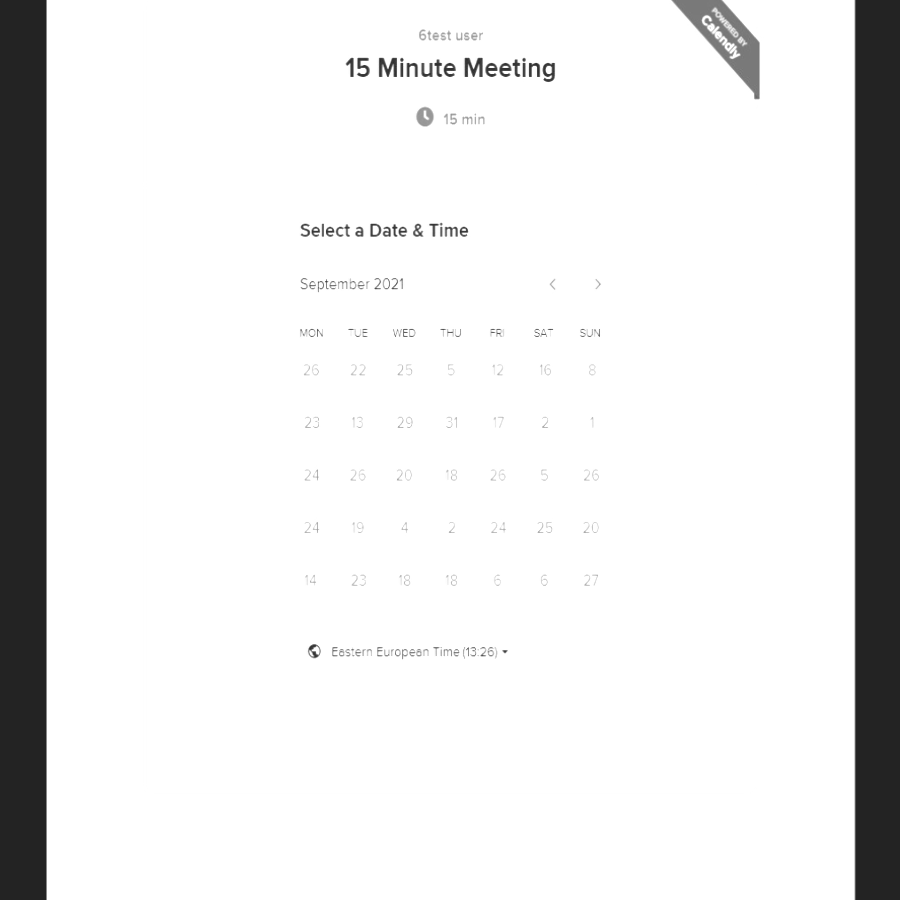 6test user
POWERED BY
Calendly
15 Minute Meeting
15 min
Select a Date & Time
September 2021
MON TUE WED THU FRI SAT SUN
26 22 25 5 12 16 8
23 13 29 31 17 2 1
24 26 20 18 26 5 26
24 19 4 2 24 25 20
14 23 18 18 6 6 27
Eastern European Time (13:26)